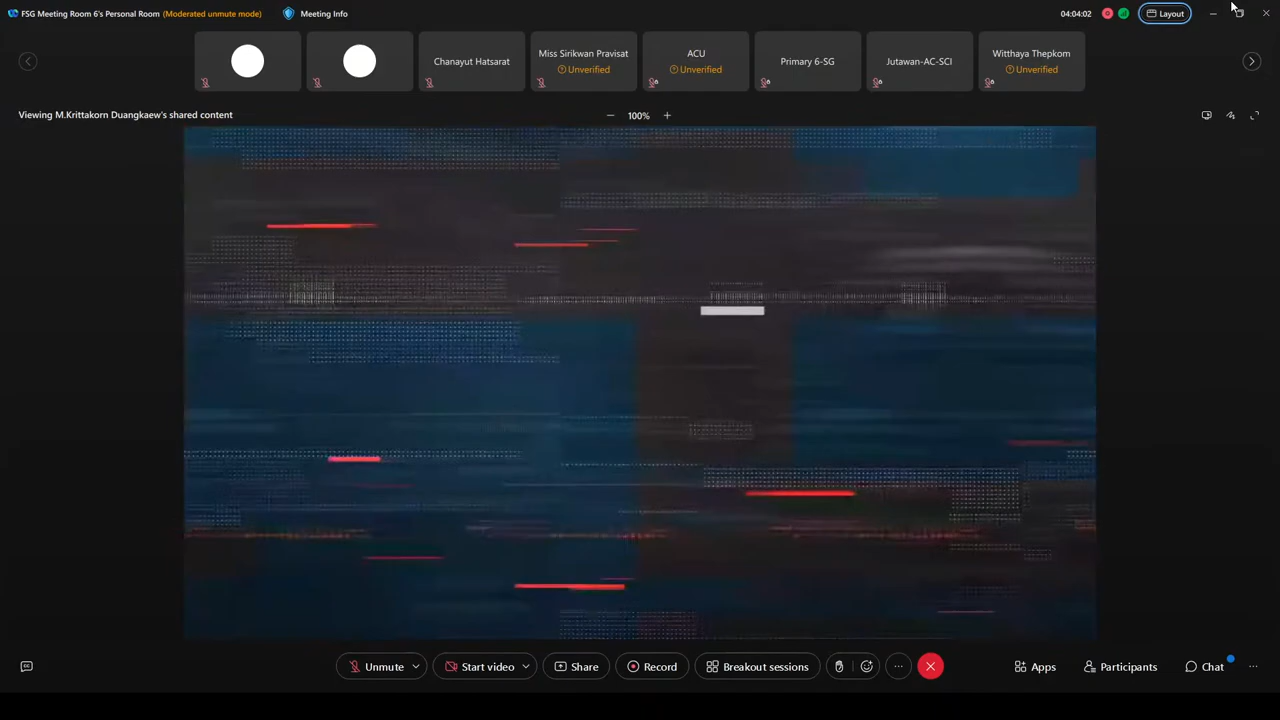 FSG Meeting Room 6's Personal Room (Moderated unmute mode) Meeting Info 04:04:02 Layout
Chanayut Hatsarat
Miss Sirikwan Pravisat
Unverified
ACU
Unverified
Primary 6-SG
Jutawan-AC-SCI
Witthaya Thepkom
Unverified
Viewing M.Krittakorn Duangkaew's shared content
100%
Unmute Start video Share Record Breakout sessions Apps Participants Chat